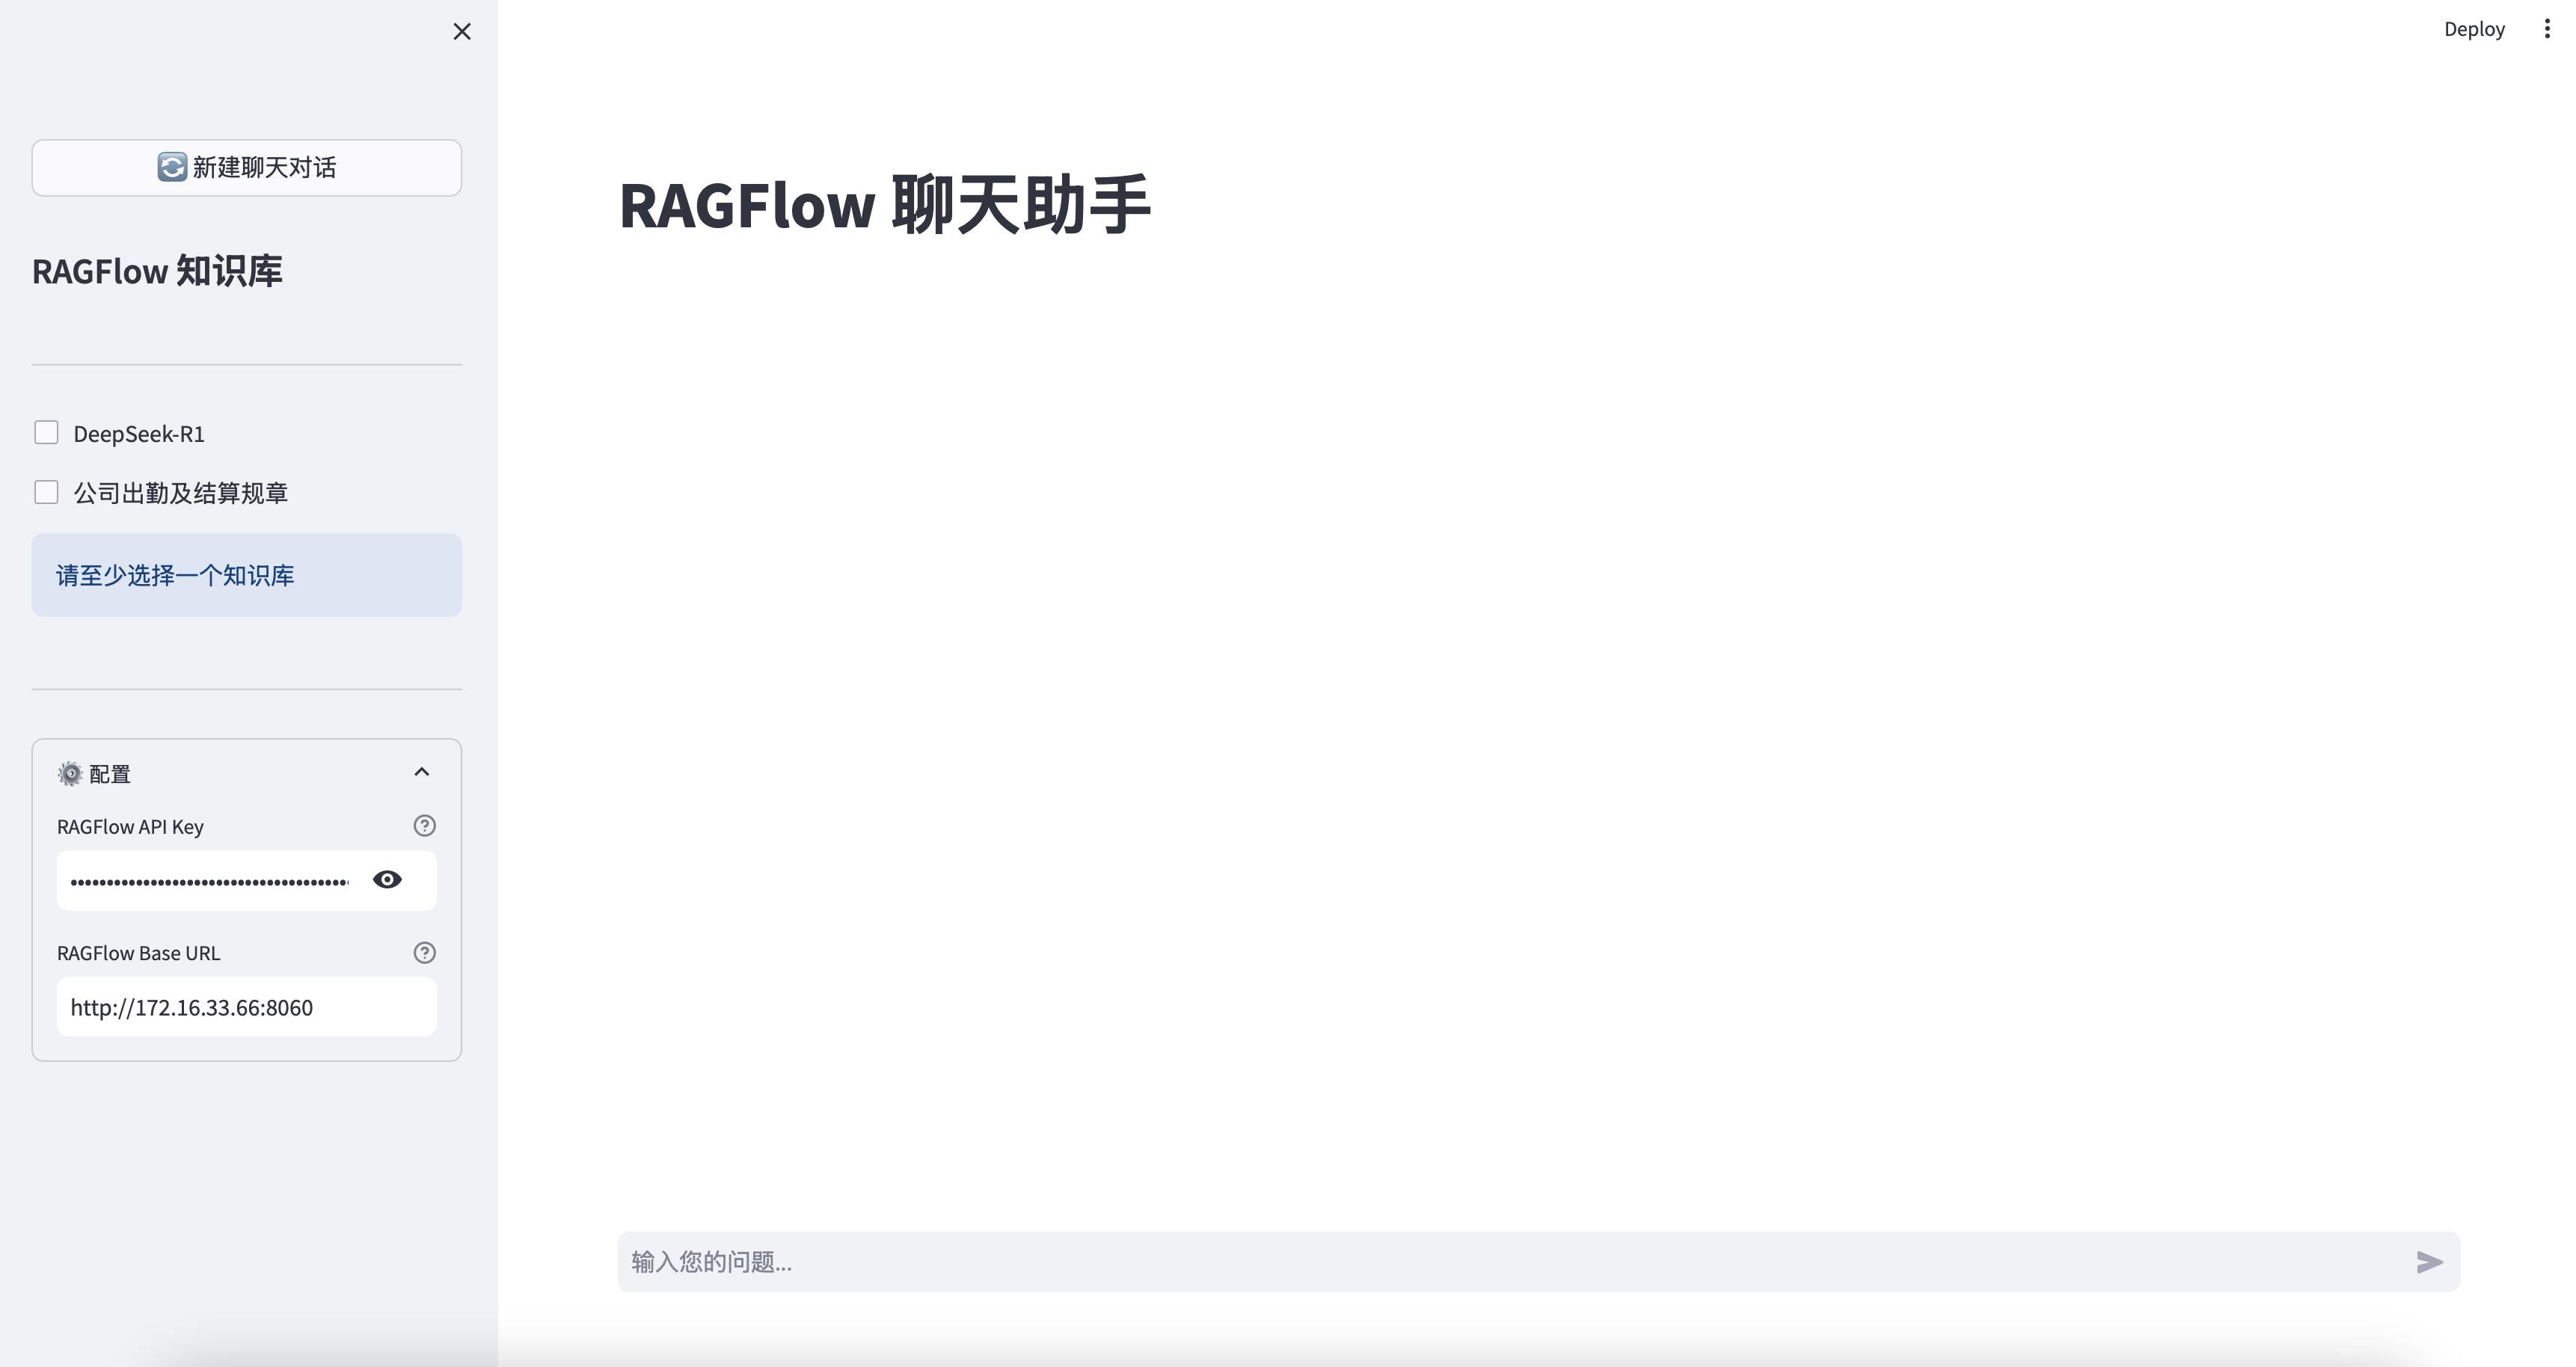 Deploy
新建聊天对话
RAGFlow 知识库
DeepSeek-R1
公司出勤及结算规章
请至少选择一个知识库
配置
RAGFlow API Key
RAGFlow Base URL
http://172.16.33.66:8060
RAGFlow 聊天助手
输入您的问题...